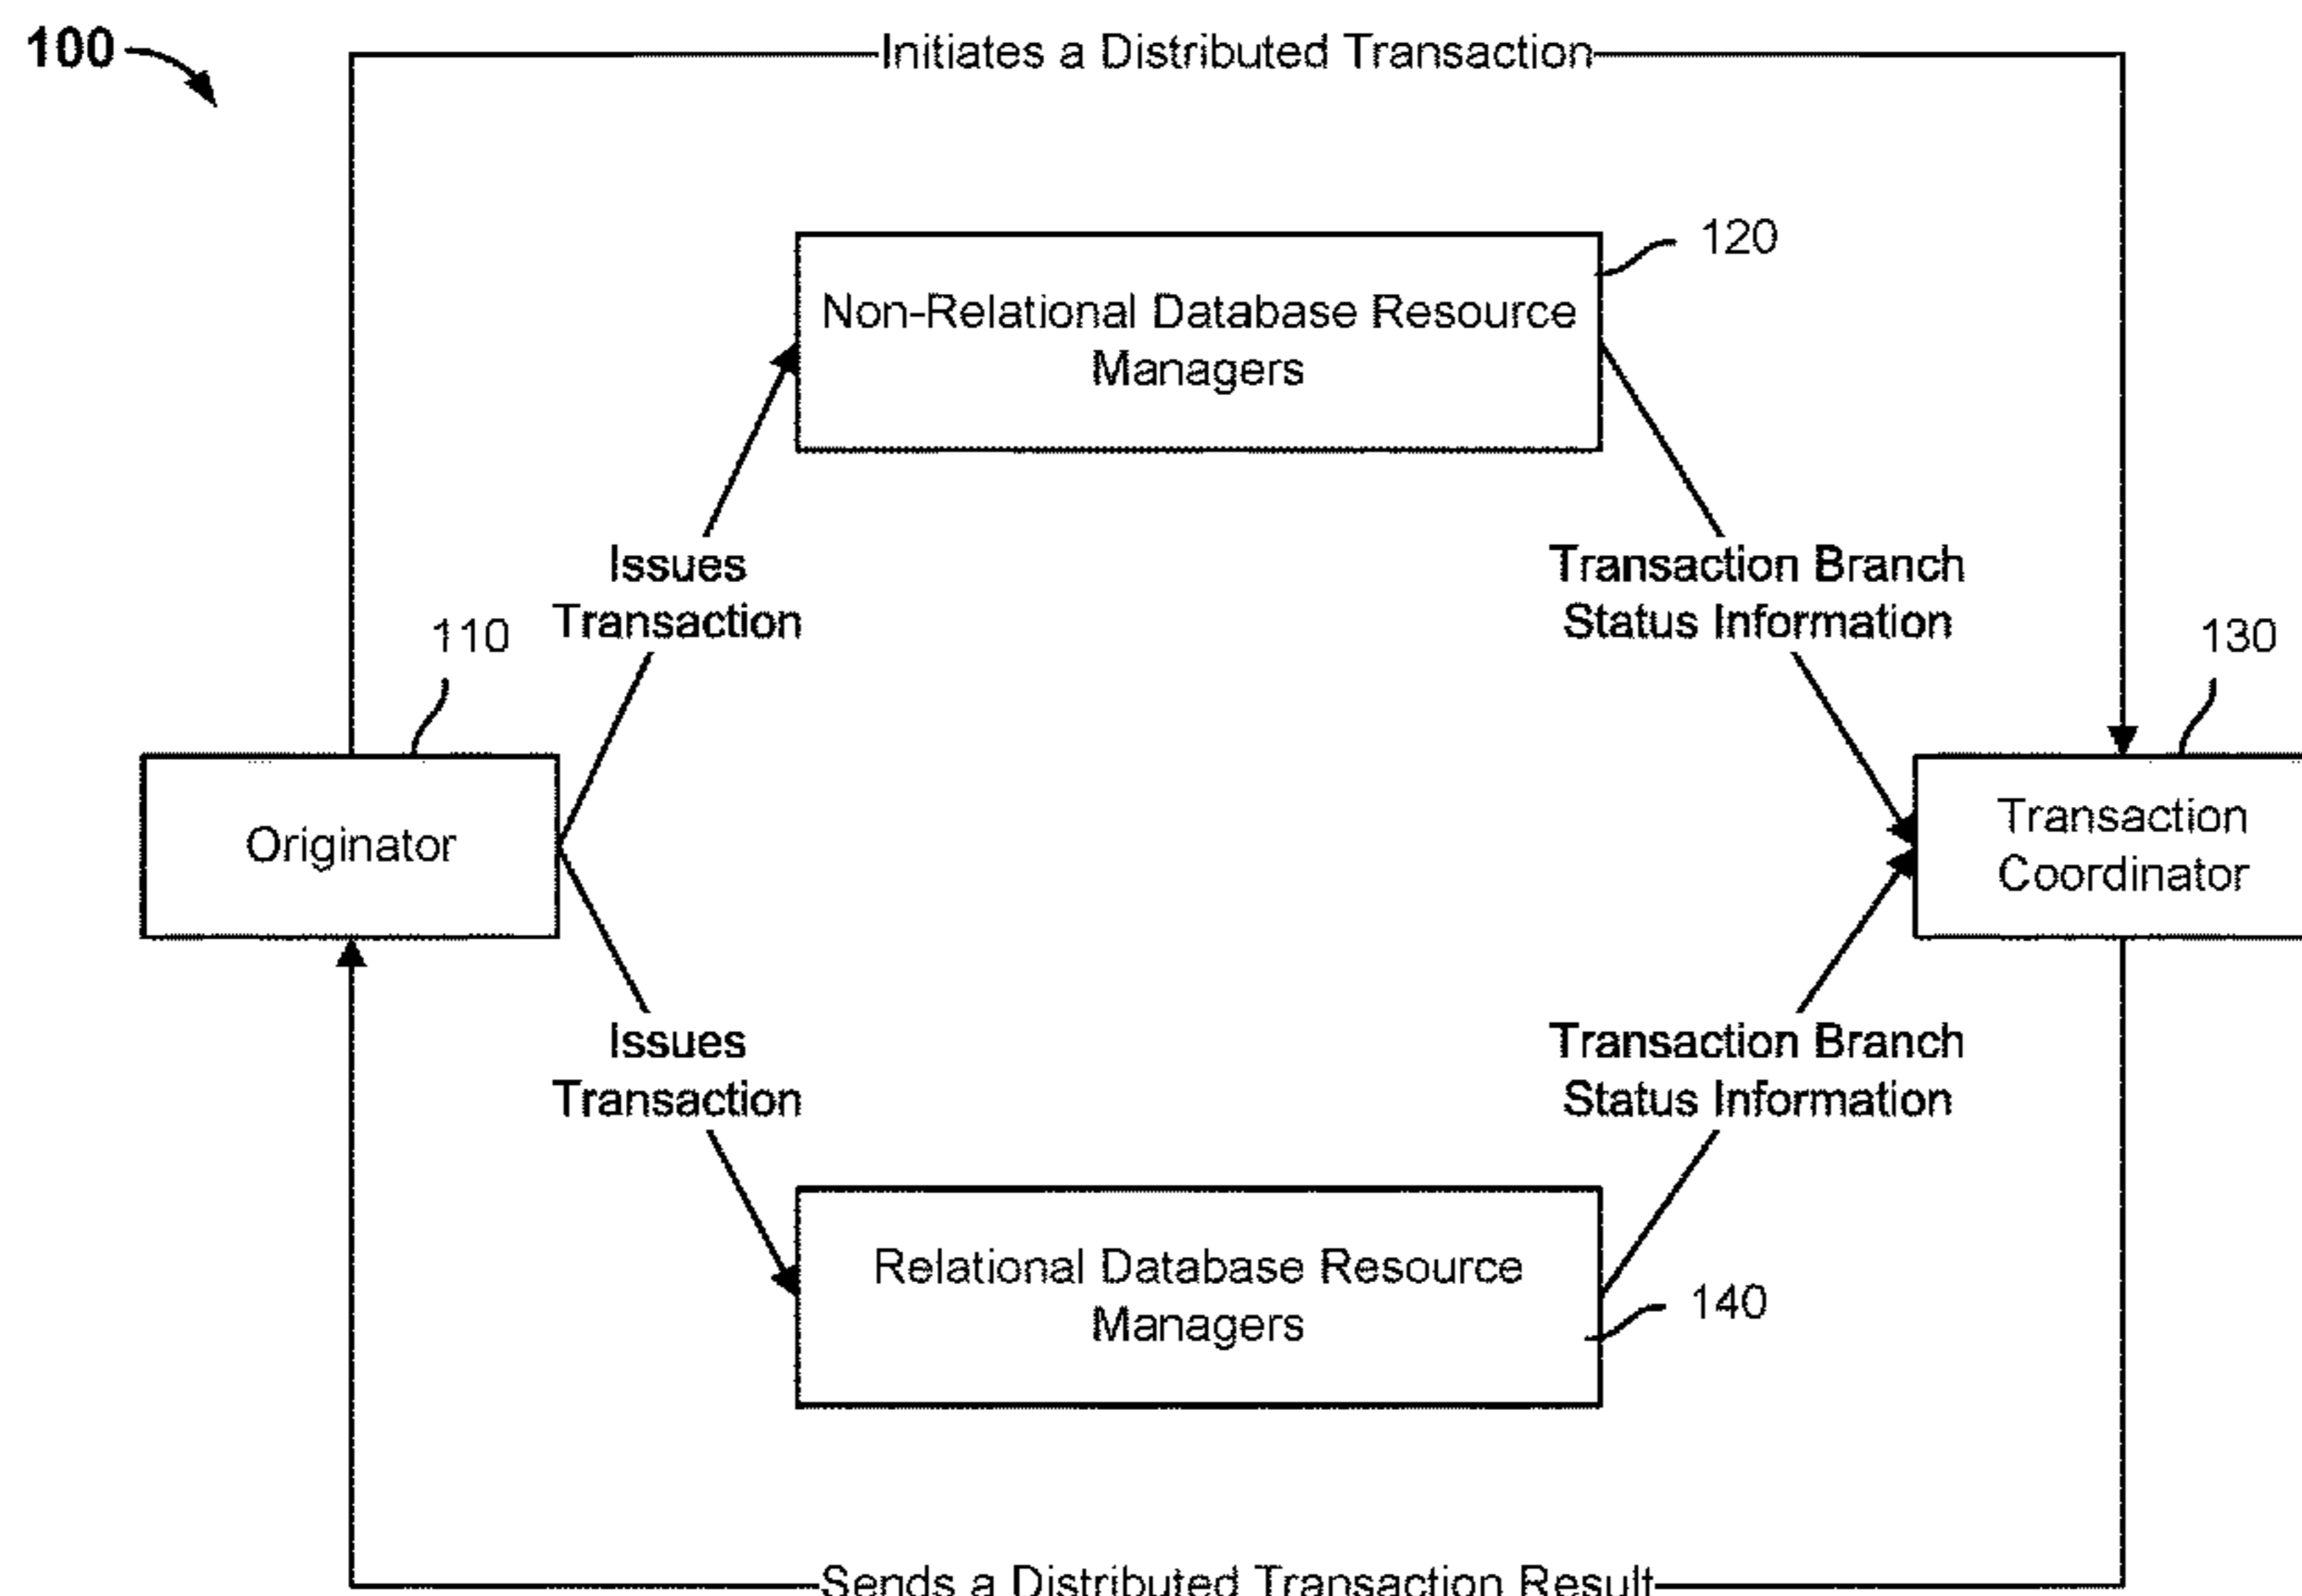 100
Initiates a Distributed Transaction
120
Non-Relational Database Resource
Managers
Issues
Transaction
Transaction Branch
Status Information
110
130
Originator
Transaction
Coordinator
Issues
Transaction
Transaction Branch
Status Information
Relational Database Resource
Managers
140
Sends a Distributed Transaction Result